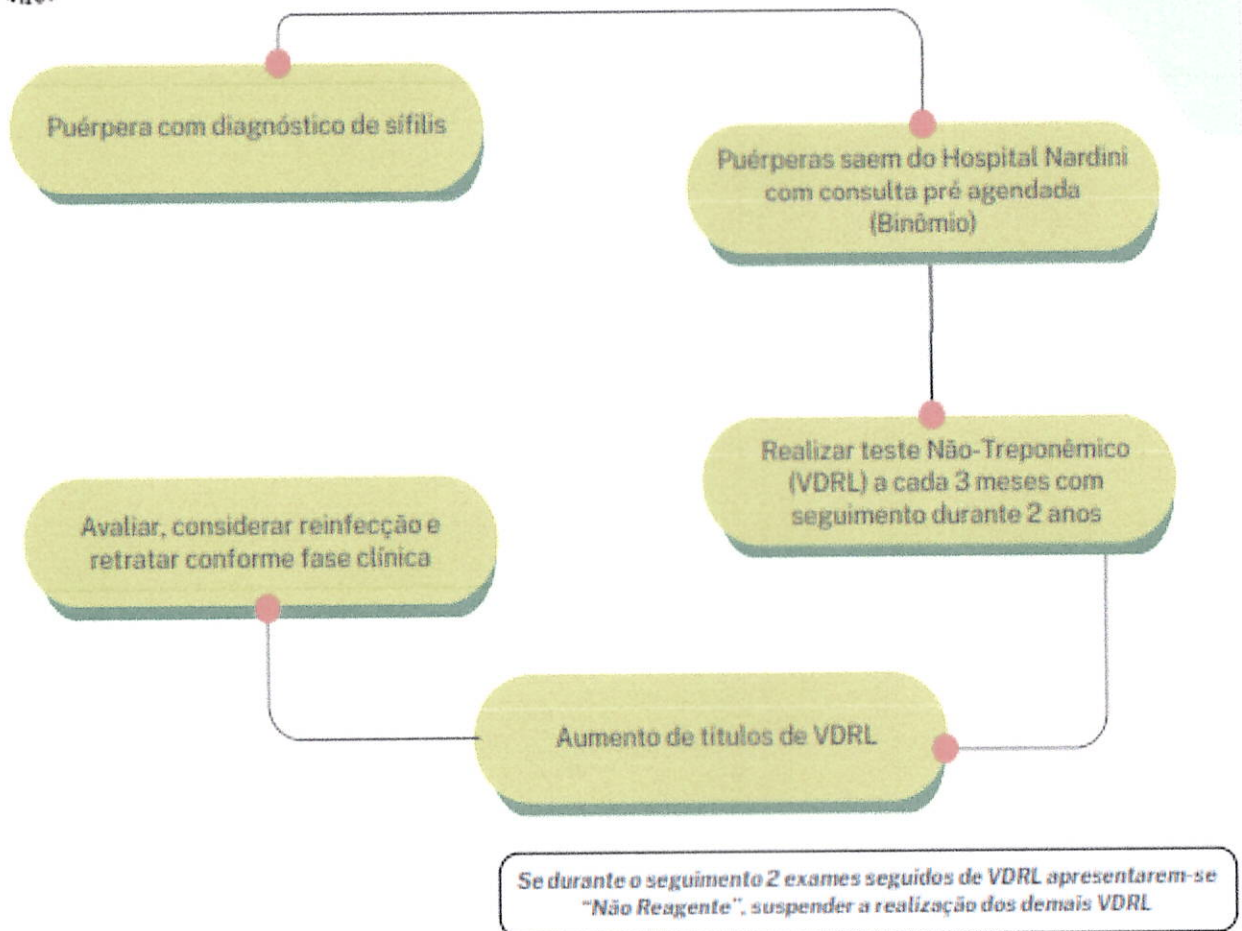 Puérpera com diagnóstico de sífilis
Puérperas saem do Hospital Nardini
com consulta pré agendada
(Binômio)
Realizar teste Não-Treponêmico
(VDRL) a cada 3 meses com
seguimento durante 2 anos
Aumento de títulos de VDRL
Avaliar, considerar reinfecção e
retratar conforme fase clínica
Se durante o seguimento 2 exames seguidos de VDRL apresentarem-se
"Não Reagente", suspender a realização dos demais VDRL